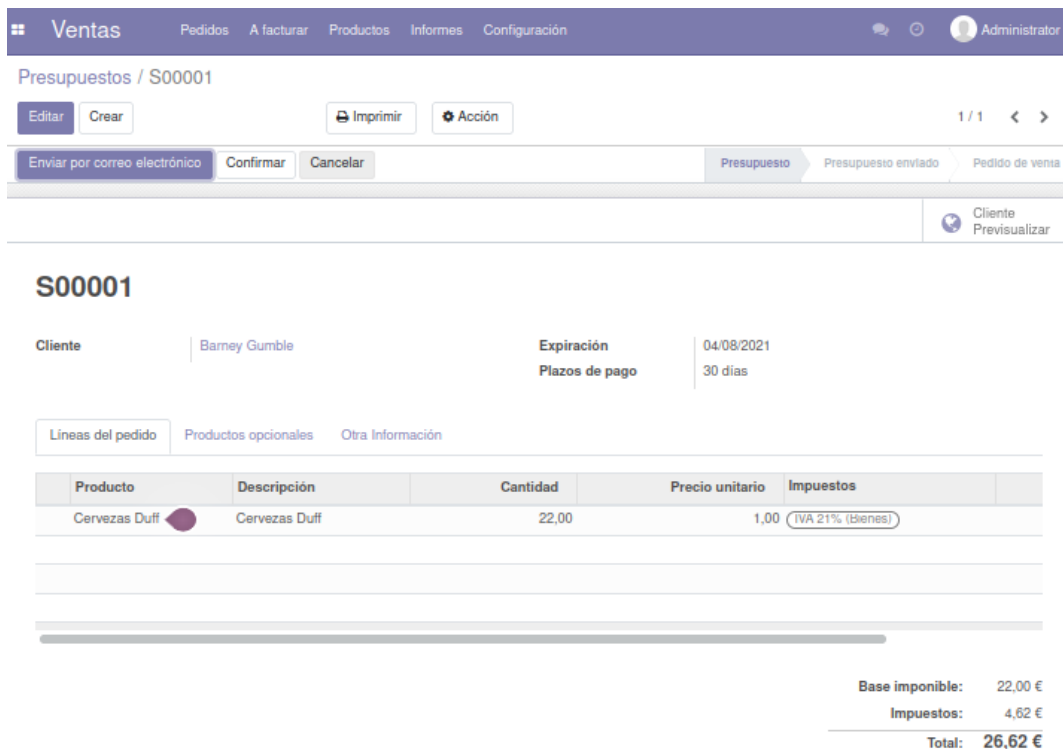 Ventas Pedidos A facturar Productos Informes Configuración Administrator
Presupuestos / S00001
Editar Crear Imprimir Acción 1 / 1
Enviar por correo electrónico Confirmar Cancelar Presupuesto Presupuesto enviado Pedido de venta
Cliente
Previsualizar
S00001
Cliente Barney Gumble Expiración 04/08/2021
Plazos de pago 30 días
Líneas del pedido Productos opcionales Otra Información
Producto Descripción Cantidad Precio unitario Impuestos
Cervezas Duff Cervezas Duff 22,00 1,00 IVA 21% (Bienes)
Base imponible: 22,00 €
Impuestos: 4,62 €
Total: 26,62 €